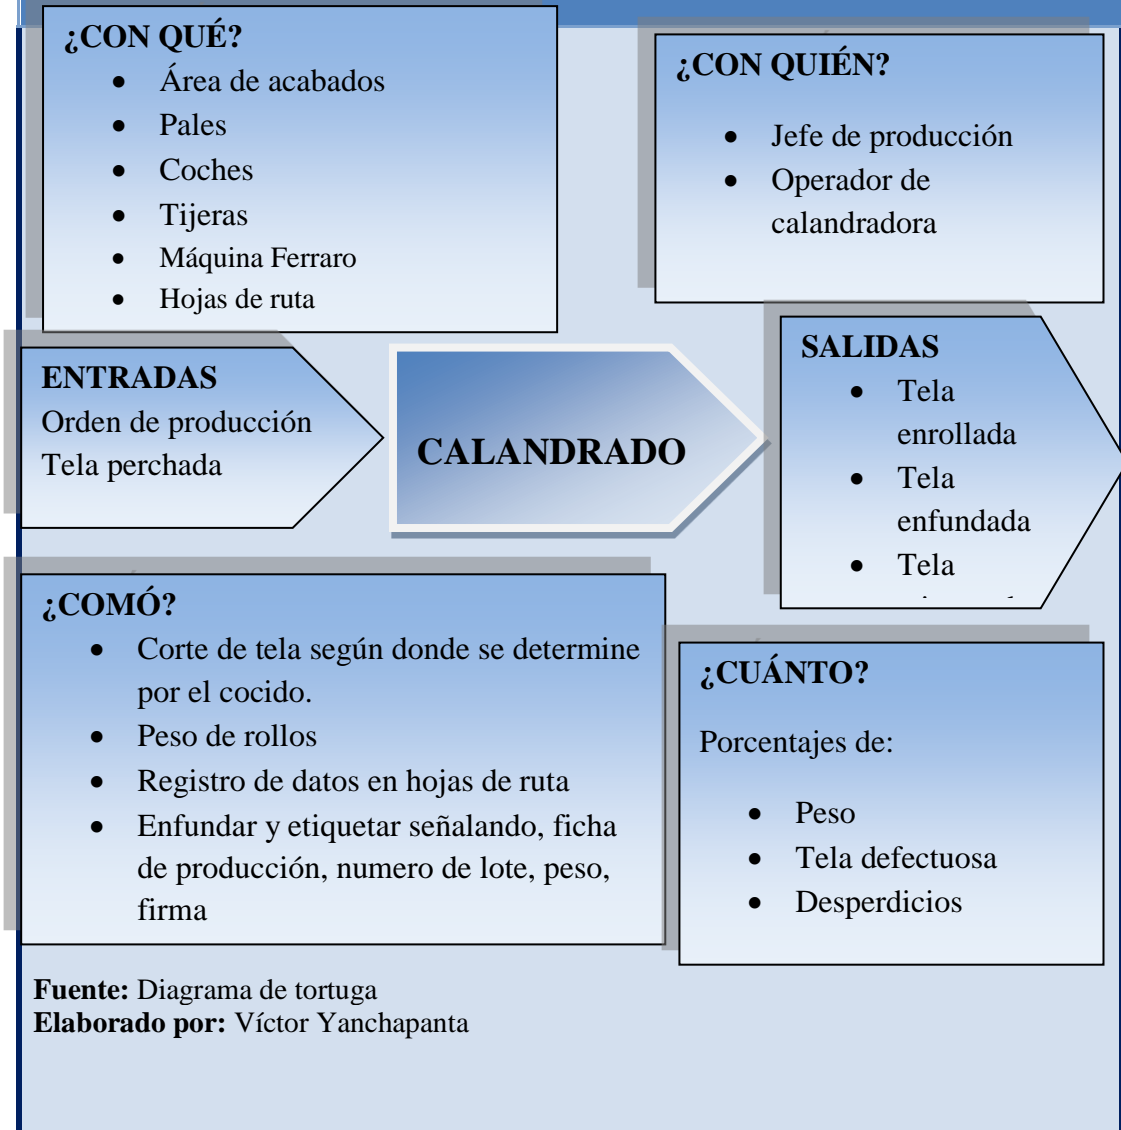 ¿CON QUÉ?
• Área de acabados
• Pales
• Coches
• Tijeras
• Máquina Ferraro
• Hojas de ruta
¿CON QUIÉN?
• Jefe de producción
• Operador de
calandradora
ENTRADAS
Orden de producción
Tela perchada
CALANDRADO
SALIDAS
• Tela
enrollada
• Tela
enfundada
• Tela
¿COMÓ?
• Corte de tela según donde se determine
por el cocido.
• Peso de rollos
• Registro de datos en hojas de ruta
• Enfundar y etiquetar señalando, ficha
de producción, numero de lote, peso,
firma
¿CUÁNTO?
Porcentajes de:
• Peso
• Tela defectuosa
• Desperdicios
Fuente: Diagrama de tortuga
Elaborado por: Víctor Yanchapanta